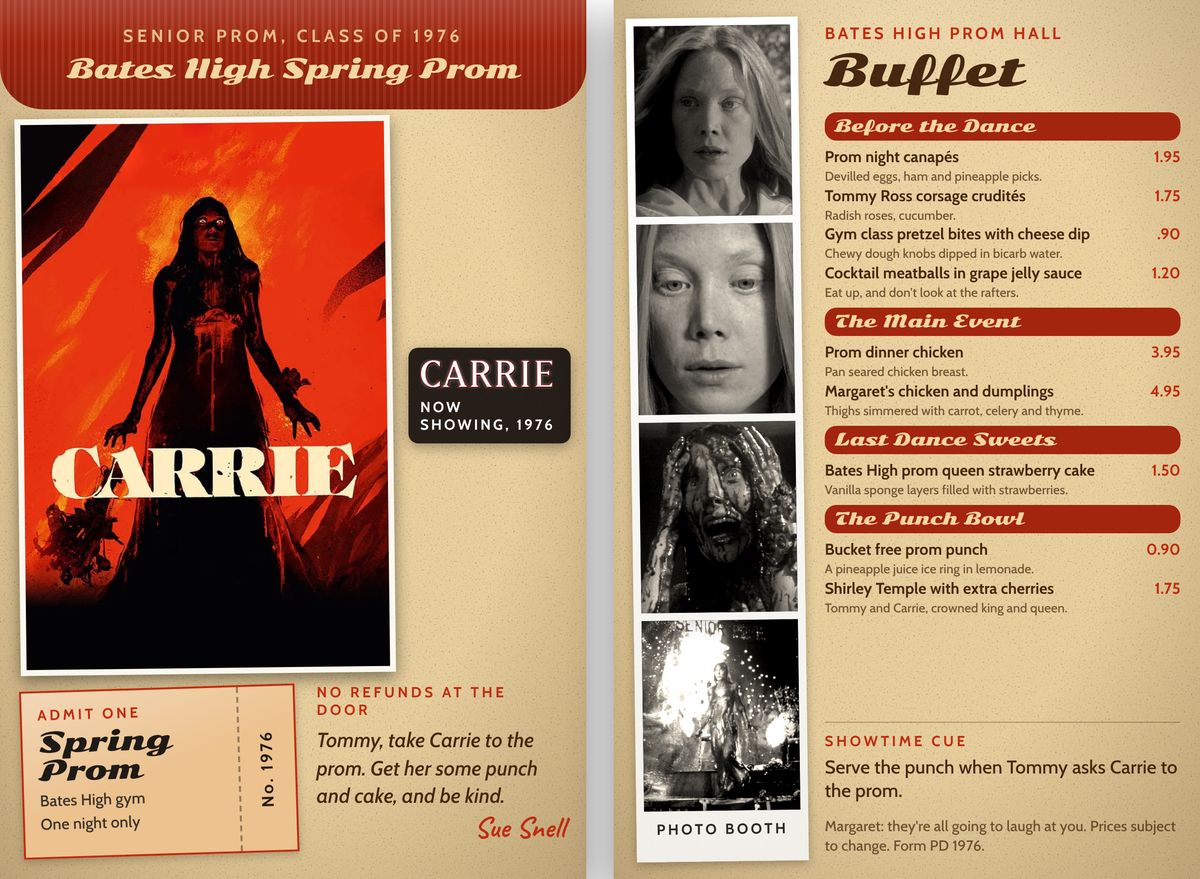 SENIOR PROM, CLASS OF 1976
Bates High Spring Prom
CARRIE
CARRIE
NOW
SHOWING, 1976
ADMIT ONE
Spring
Prom
Bates High gym
One night only
No. 1976
NO REFUNDS AT THE
DOOR
Tommy, take Carrie to the
prom. Get her some punch
and cake, and be kind.
Sue Snell
SENIOR
PHOTO BOOTH
BATES HIGH PROM HALL
Buffet
Before the Dance
Prom night canapés 1.95
Devilled eggs, ham and pineapple picks.
Tommy Ross corsage crudités 1.75
Radish roses, cucumber.
Gym class pretzel bites with cheese dip .90
Chewy dough knobs dipped in bicarb water.
Cocktail meatballs in grape jelly sauce 1.20
Eat up, and don't look at the rafters.
The Main Event
Prom dinner chicken 3.95
Pan seared chicken breast.
Margaret's chicken and dumplings 4.95
Thighs simmered with carrot, celery and thyme.
Last Dance Sweets
Bates High prom queen strawberry cake 1.50
Vanilla sponge layers filled with strawberries.
The Punch Bowl
Bucket free prom punch 0.90
A pineapple juice ice ring in lemonade.
Shirley Temple with extra cherries 1.75
Tommy and Carrie, crowned king and queen.
SHOWTIME CUE
Serve the punch when Tommy asks Carrie to
the prom.
Margaret: they're all going to laugh at you. Prices subject
to change. Form PD 1976.